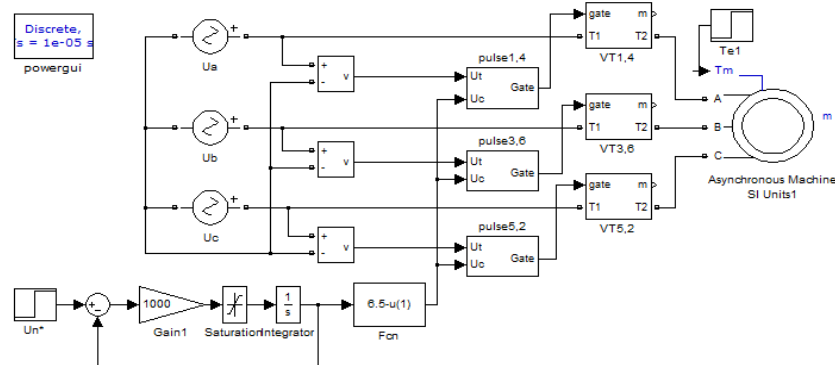 Discrete,
s = 1e-05 s
powergui
Ua
Ub
Uc
+
-
v
+
-
v
+
-
v
pulse1,4
Ut
Uc
Gate
pulse3,6
Ut
Uc
Gate
pulse5,2
Ut
Uc
Gate
gate
m
T1
T2
VT1,4
gate
m
T1
T2
VT3,6
gate
m
T1
T2
VT5,2
Te1
Tm
A
B
C
m
Asynchronous Machine
SI Units1
Un*
1000
Gain1
Saturation
1
s
Integrator
6.5-u(1)
Fcn